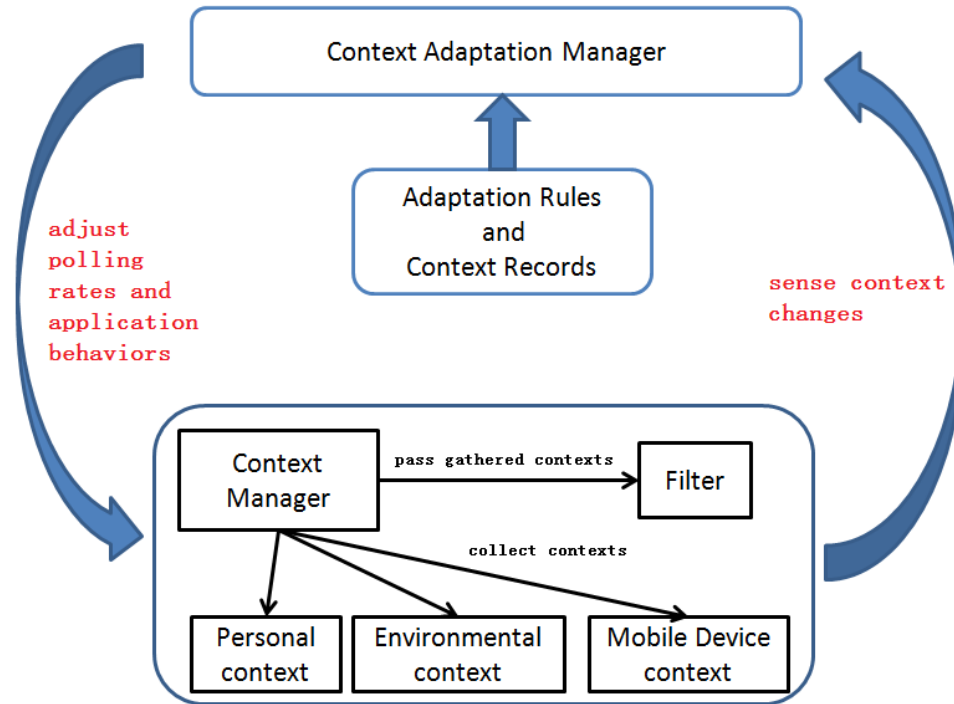 Context Adaptation Manager
Adaptation Rules
and
Context Records
adjust
polling
rates and
application
behaviors
sense context
changes
Context
Manager
pass gathered contexts
Filter
collect contexts
Personal
context
Environmental
context
Mobile Device
context